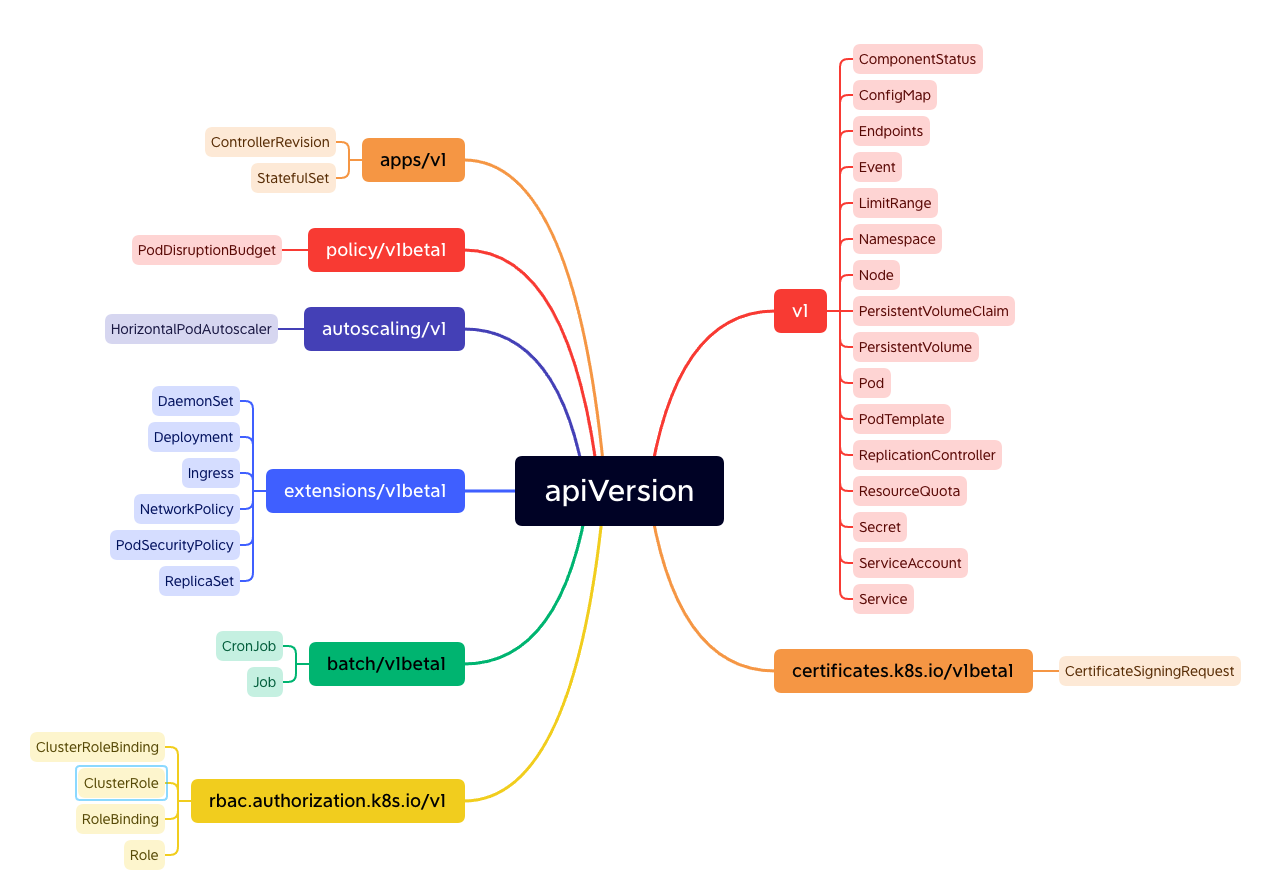 apiVersion
apps/v1
ControllerRevision
StatefulSet
policy/v1beta1
PodDisruptionBudget
autoscaling/v1
HorizontalPodAutoscaler
extensions/v1beta1
DaemonSet
Deployment
Ingress
NetworkPolicy
PodSecurityPolicy
ReplicaSet
batch/v1beta1
CronJob
Job
rbac.authorization.k8s.io/v1
ClusterRoleBinding
ClusterRole
RoleBinding
Role
v1
ComponentStatus
ConfigMap
Endpoints
Event
LimitRange
Namespace
Node
PersistentVolumeClaim
PersistentVolume
Pod
PodTemplate
ReplicationController
ResourceQuota
Secret
ServiceAccount
Service
certificates.k8s.io/v1beta1
CertificateSigningRequest